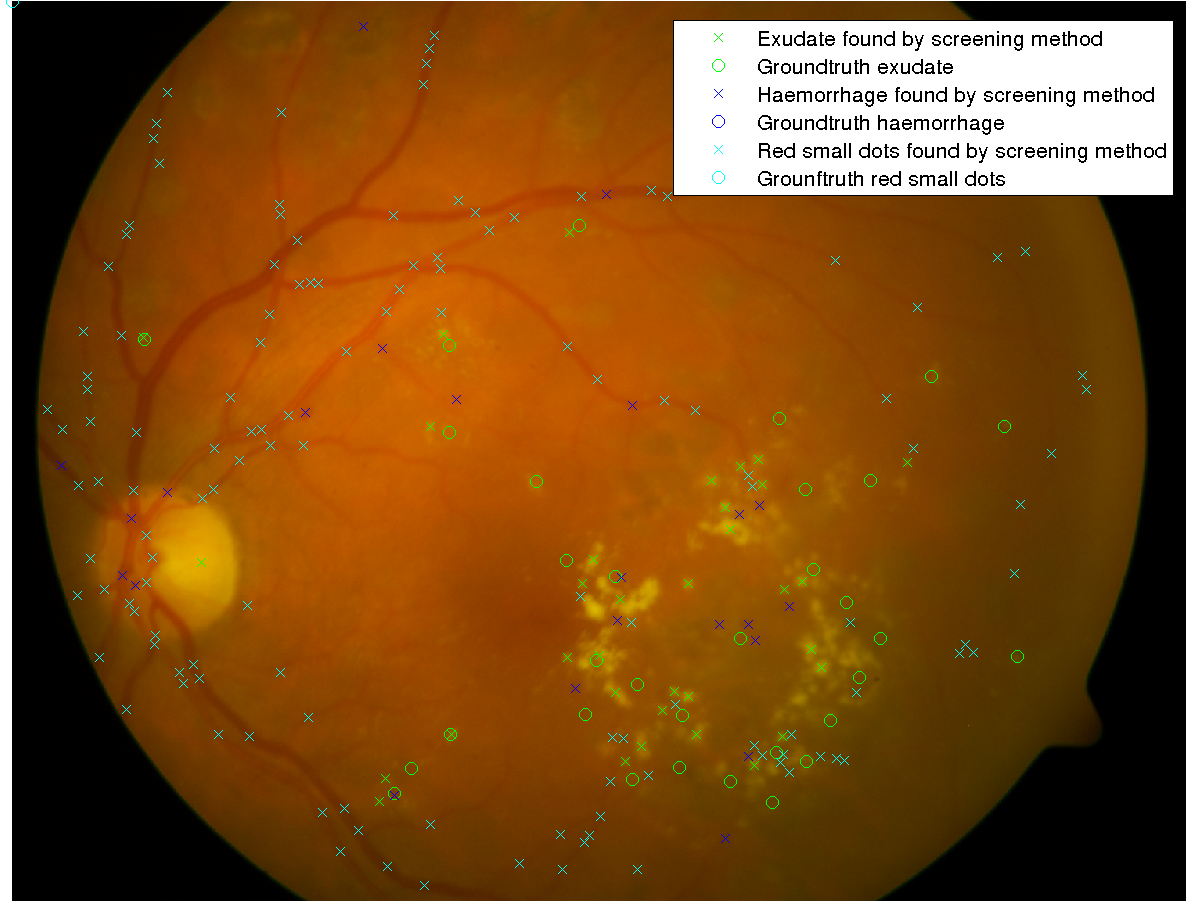 Exudate found by screening method
Groundtruth exudate
Haemorrhage found by screening method
Groundtruth haemorrhage
Red small dots found by screening method
Grounftruth red small dots